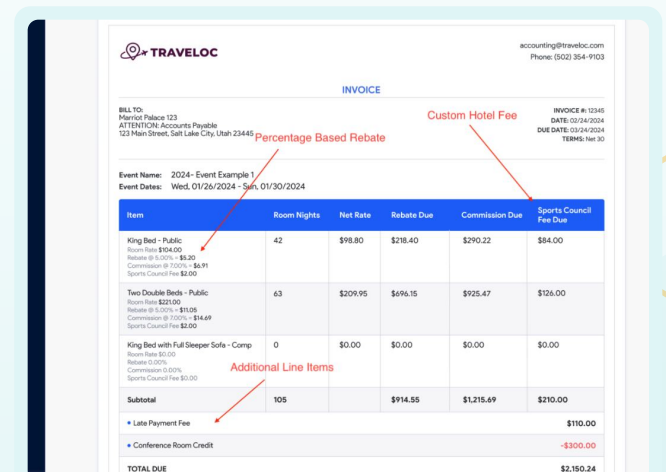 TRAVELOC
accounting@traveloc.com
Phone: (502) 354-9103
INVOICE
BILL TO:
Marriot Palace 123
ATTENTION: Accounts Payable
123 Main Street, Salt Lake City, Utah 23445
Percentage Based Rebate
Custom Hotel Fee
INVOICE #: 12345
DATE: 02/24/2024
DUE DATE: 03/24/2024
TERMS: Net 30
Event Name: 2024- Event Example 1
Event Dates: Wed, 01/26/2024 - Sun, 01/30/2024
Item Room Nights Net Rate Rebate Due Commission Due Sports Council Fee Due
King Bed - Public 42 $98.80 $218.40 $290.22 $84.00
Room Rate $104.00
Rebate @ 5.00% = $5.20
Commission @ 7.00% = $6.91
Sports Council Fee $2.00
Two Double Beds - Public 63 $209.95 $696.15 $925.47 $126.00
Room Rate $221.00
Rebate @ 5.00% = $11.05
Commission @ 7.00% = $14.69
Sports Council Fee $2.00
King Bed with Full Sleeper Sofa - Comp 0 $0.00 $0.00 $0.00 $0.00
Room Rate $0.00
Rebate 0.00%
Commission 0.00%
Sports Council Fee $0.00
Additional Line Items
Subtotal 105 $914.55 $1,215.69 $210.00
• Late Payment Fee $110.00
• Conference Room Credit -$300.00
TOTAL DUE $2,150.24